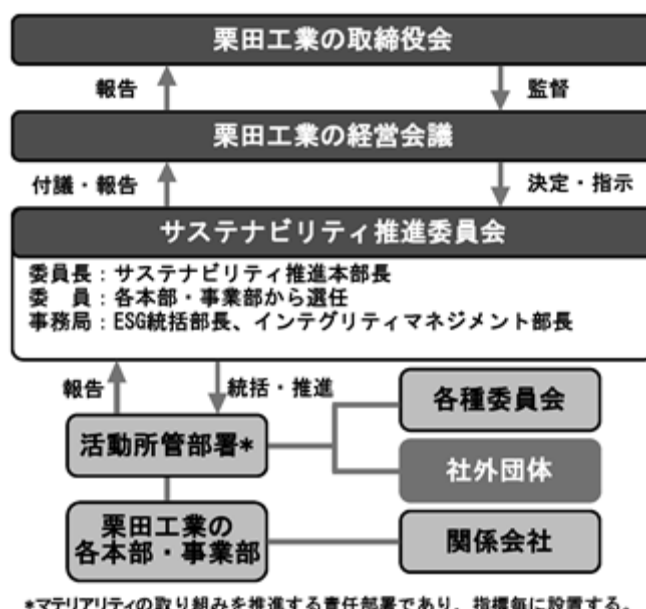 栗田工業の取締役会
報告
監督
栗田工業の経営会議
付議・報告
決定・指示
サステナビリティ推進委員会
委員長：サステナビリティ推進本部長
委　員：各本部・事業部から選任
事務局：ESG統括部長、インテグリティマネジメント部長
報告
統括・推進
各種委員会
活動所管部署*
社外団体
栗田工業の
各本部・事業部
関係会社
*マテリアリティの取り組みを推進する責任部署であり、指標毎に設置する。